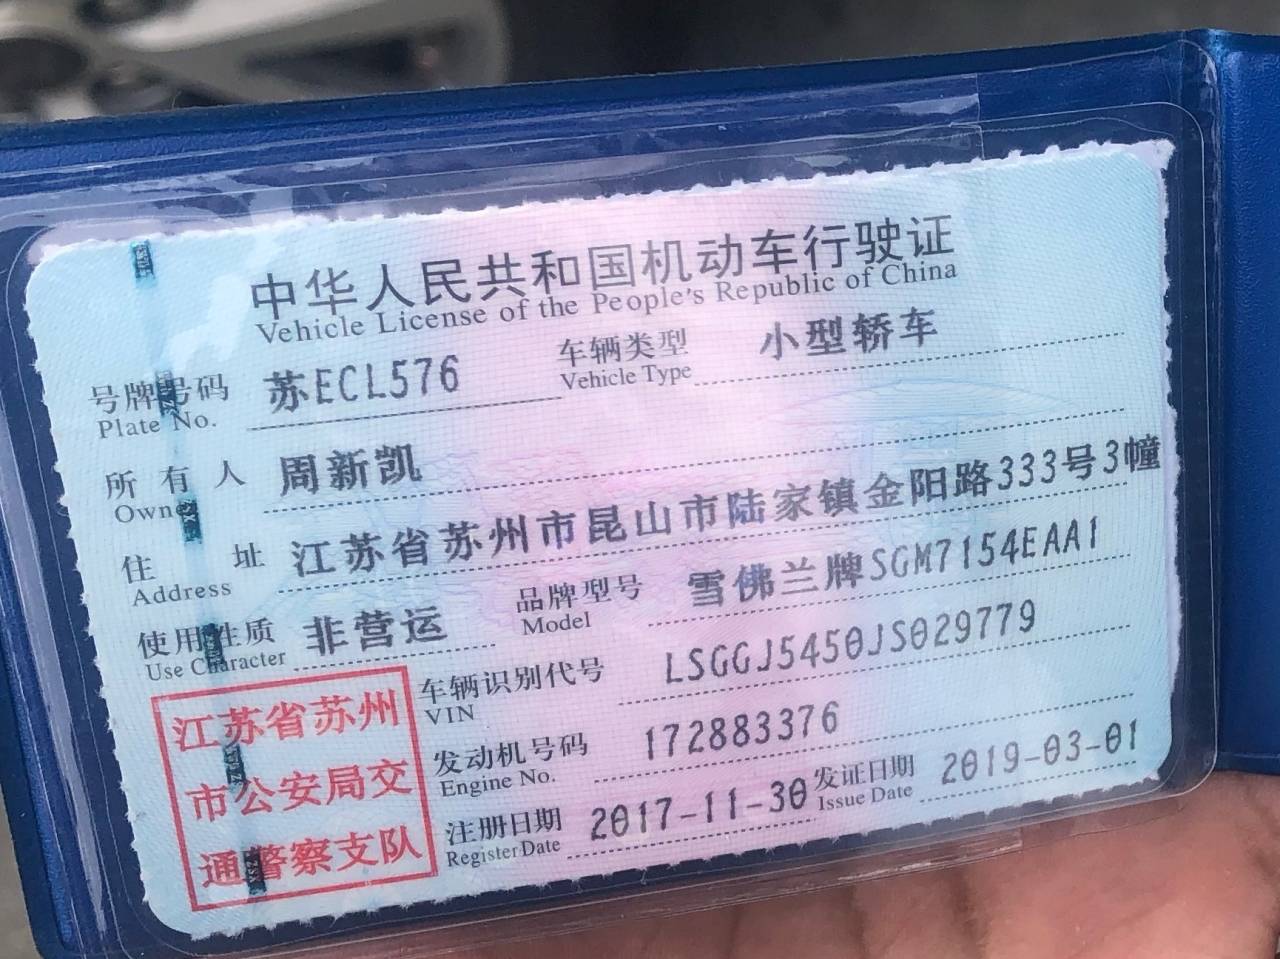 中华人民共和国机动车行驶证
Vehicle License of the People's Republic of China
号牌号码 苏ECL576 车辆类型 小型轿车
Plate No. Vehicle Type
所有人 周新凯
Owner
住址 江苏省苏州市昆山市陆家镇金阳路333号3幢
Address
使用性质 非营运 品牌型号 雪佛兰牌SGM7154EAA1
Use Character Model
车辆识别代号 LSGGJ5450JS029779
VIN
发动机号码 172883376
Engine No.
注册日期 2017-11-30 发证日期 2019-03-01
Register Date Issue Date
江苏省苏州
市公安局交
通警察支队